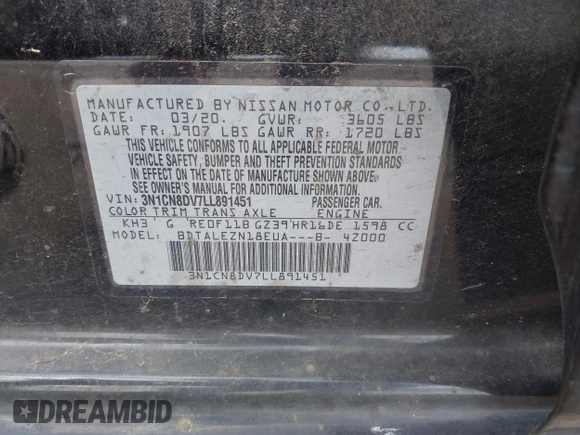 MANUFACTURED BY NISSAN MOTOR CO.,LTD.
DATE: 03/20. GVWR: 3605 LBS
GAWR FR: 1907 LBS GAWR RR: 1720 LBS
THIS VEHICLE CONFORMS TO ALL APPLICABLE FEDERAL MOTOR
VEHICLE SAFETY, BUMPER AND THEFT PREVENTION STANDARDS
IN EFFECT ON THE DATE OF MANUFACTURE SHOWN ABOVE.
SEE OWNER'S MANUAL FOR ADDITIONAL INFORMATION
VIN: 3N1CN8DV7LL891451 PASSENGER CAR.
COLOR TRIM TRANS AXLE ENGINE
KH3 G RE0F11B GZ39 HR16DE 1598 CC
MODEL: BDTALEZN18EUA---B- 4Z000
3N1CN8DV7LL891451
DREAMBID